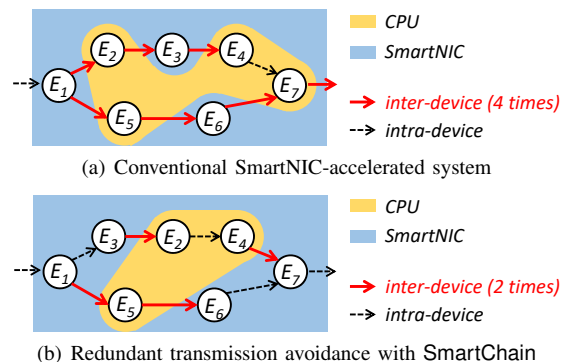 CPU
SmartNIC
E2
E3
E4
E1
E7
E5
E6
inter-device (4 times)
intra-device
(a) Conventional SmartNIC-accelerated system
CPU
SmartNIC
E3
E2
E4
E1
E7
E5
E6
inter-device (2 times)
intra-device
(b) Redundant transmission avoidance with SmartChain